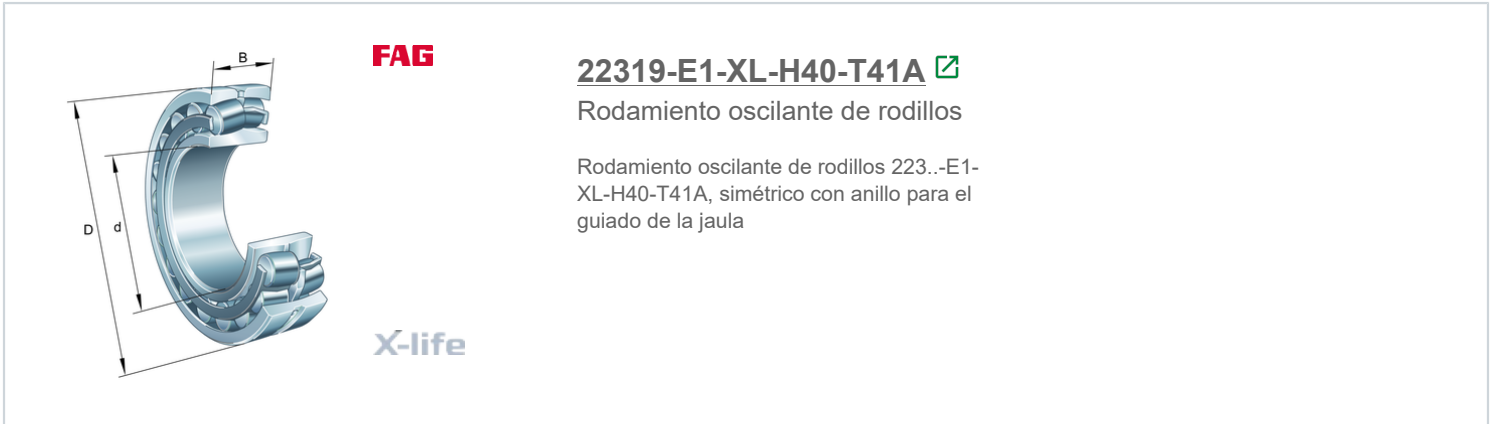 B
FAG
22319-E1-XL-H40-T41A
Rodamiento oscilante de rodillos
Rodamiento oscilante de rodillos 223..-E1-
XL-H40-T41A, simétrico con anillo para el
guiado de la jaula
D
d
X-life